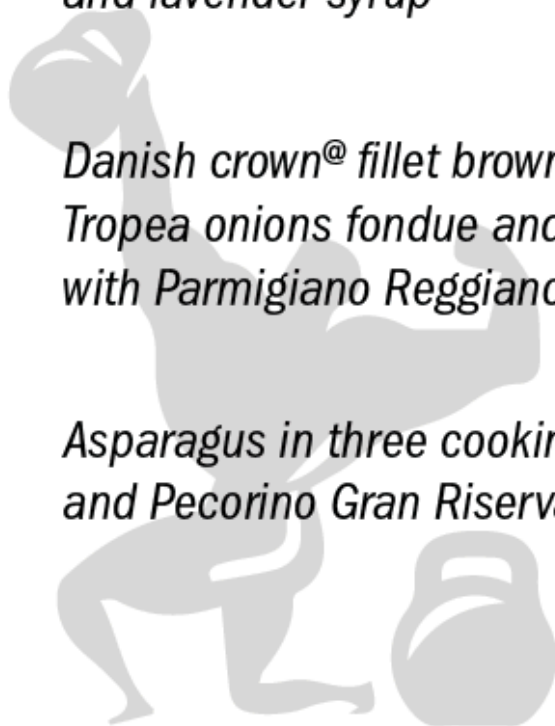 and lavender syrup
Danish crown@ fillet brown
Tropea onions fondue and
with Parmigiano Reggiano
Asparagus in three cookin
and Pecorino Gran Riserva